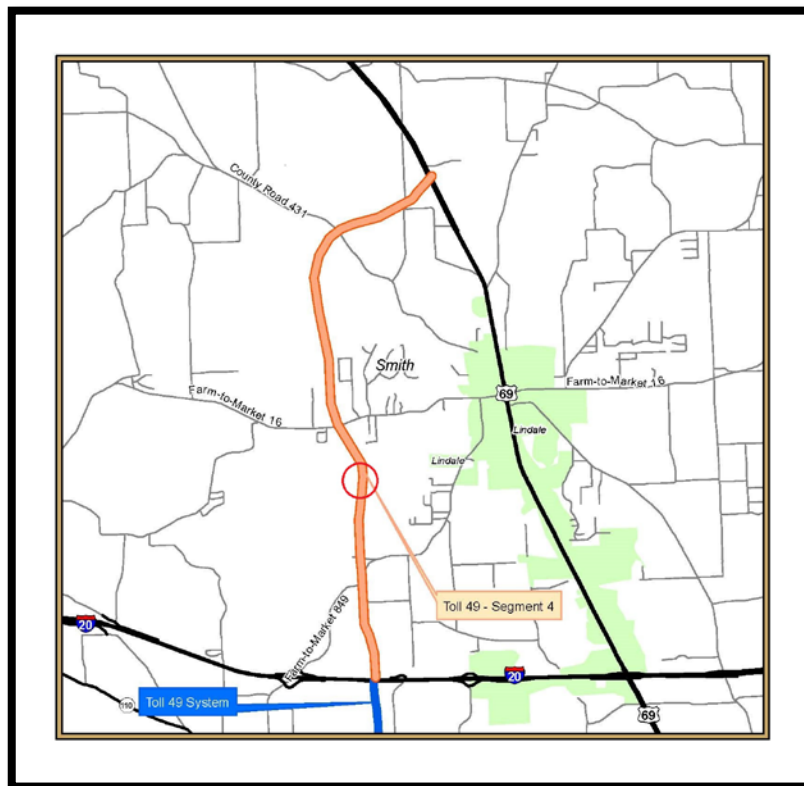 County Road 431
Smith
Farm-to-Market 16
69
Farm-to-Market 16
Lindale
Lindale
Toll 49 - Segment 4
Farm-to-Market 849
20
20
110
Toll 49 System
69